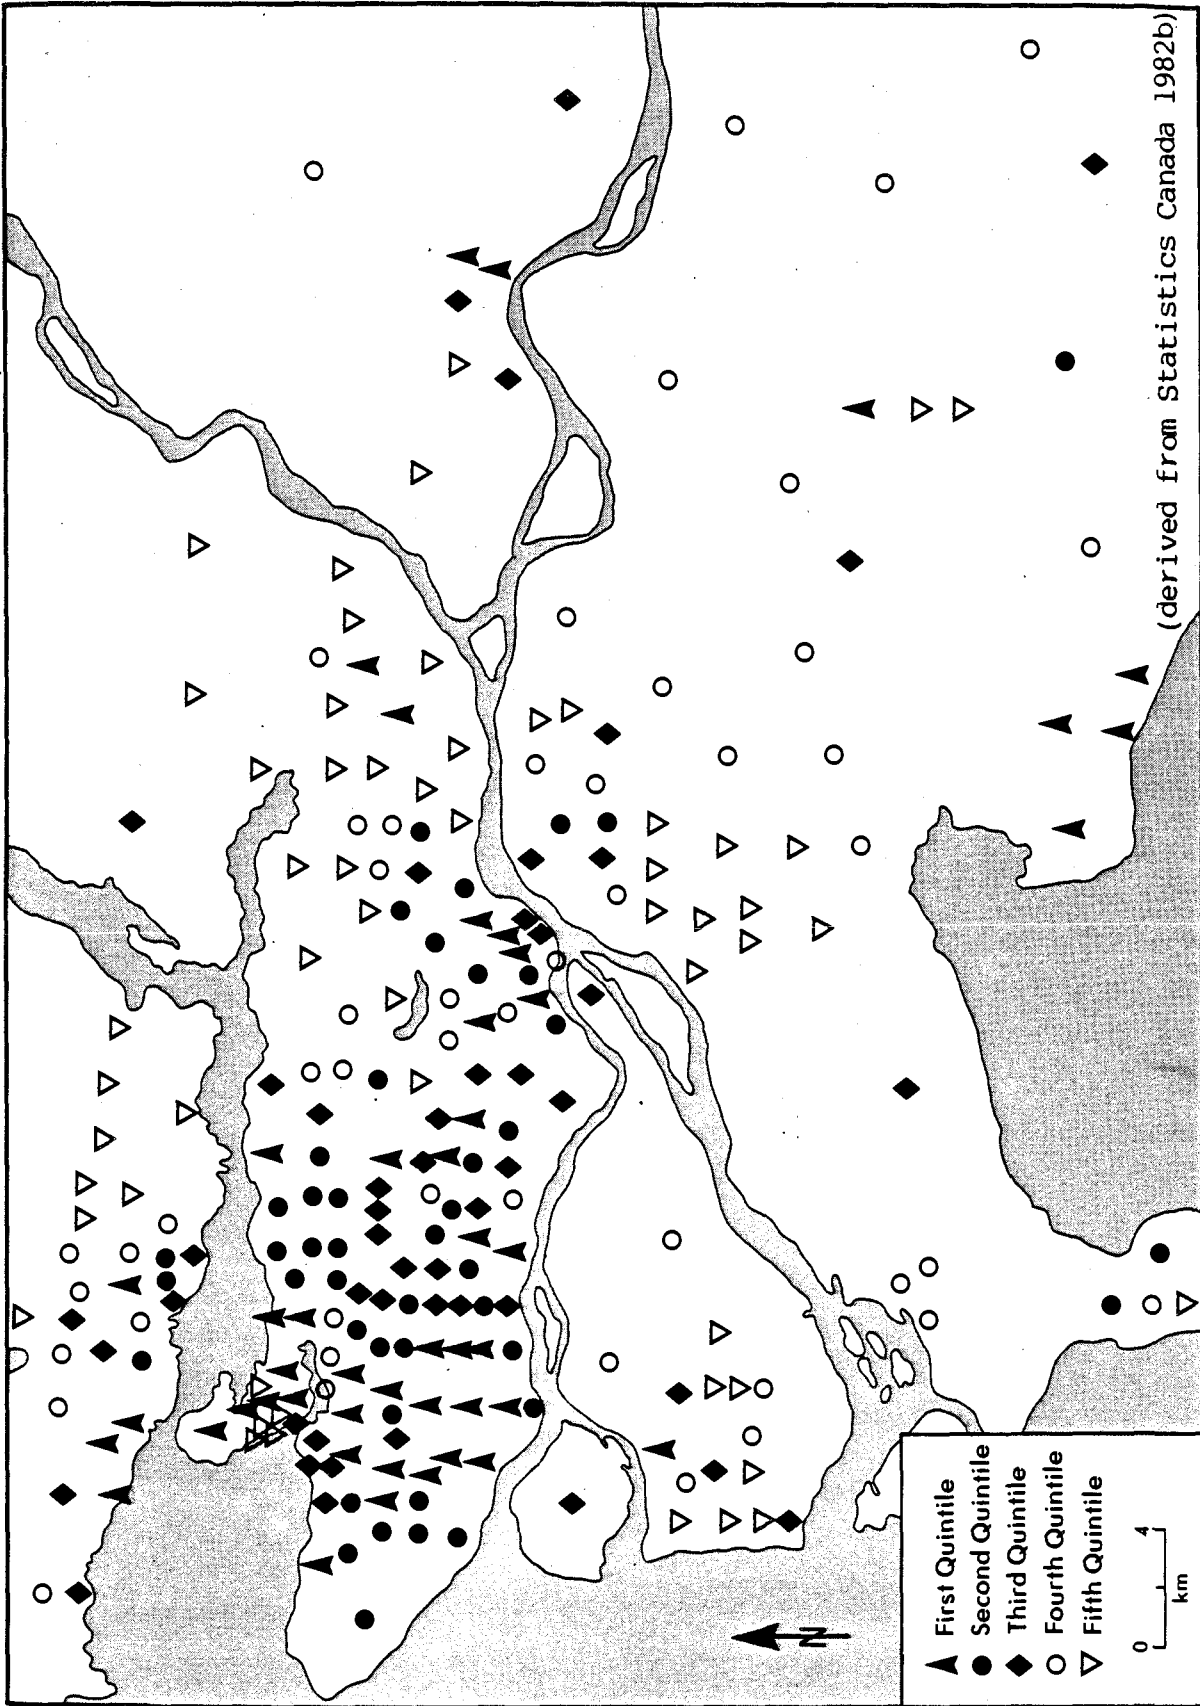 (derived from Statistics Canada 1982b)
N
First Quintile
Second Quintile
Third Quintile
Fourth Quintile
Fifth Quintile
0 4
km